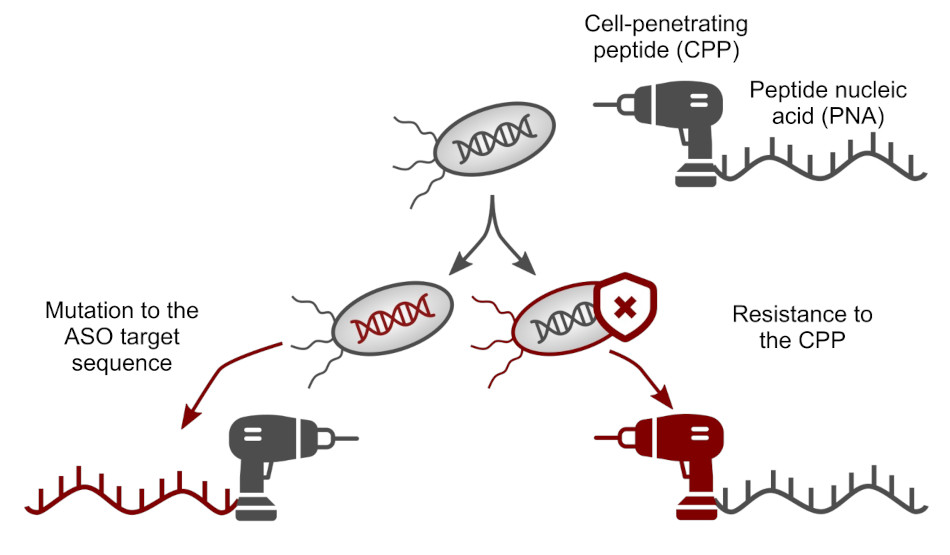 Cell-penetrating
peptide (CPP)
Peptide nucleic
acid (PNA)
Mutation to the
ASO target
sequence
Resistance to
the CPP